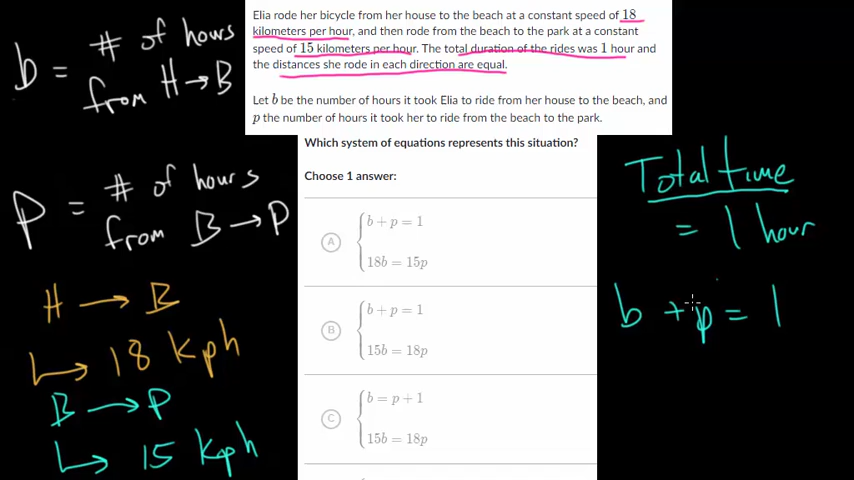 b = # of hours
from H → B
Elia rode her bicycle from her house to the beach at a constant speed of 18
kilometers per hour, and then rode from the beach to the park at a constant
speed of 15 kilometers per hour. The total duration of the rides was 1 hour and
the distances she rode in each direction are equal.
Let b be the number of hours it took Elia to ride from her house to the beach, and
p the number of hours it took her to ride from the beach to the park.
Which system of equations represents this situation?
Choose 1 answer:
A
b + p = 1
18b = 15p
B
b + p = 1
15b = 18p
C
b = p + 1
15b = 18p
P = # of hours
from B → P
H → B
↳ 18 kph
B → P
↳ 15 kph
Total time
= 1 hour
b + p = 1